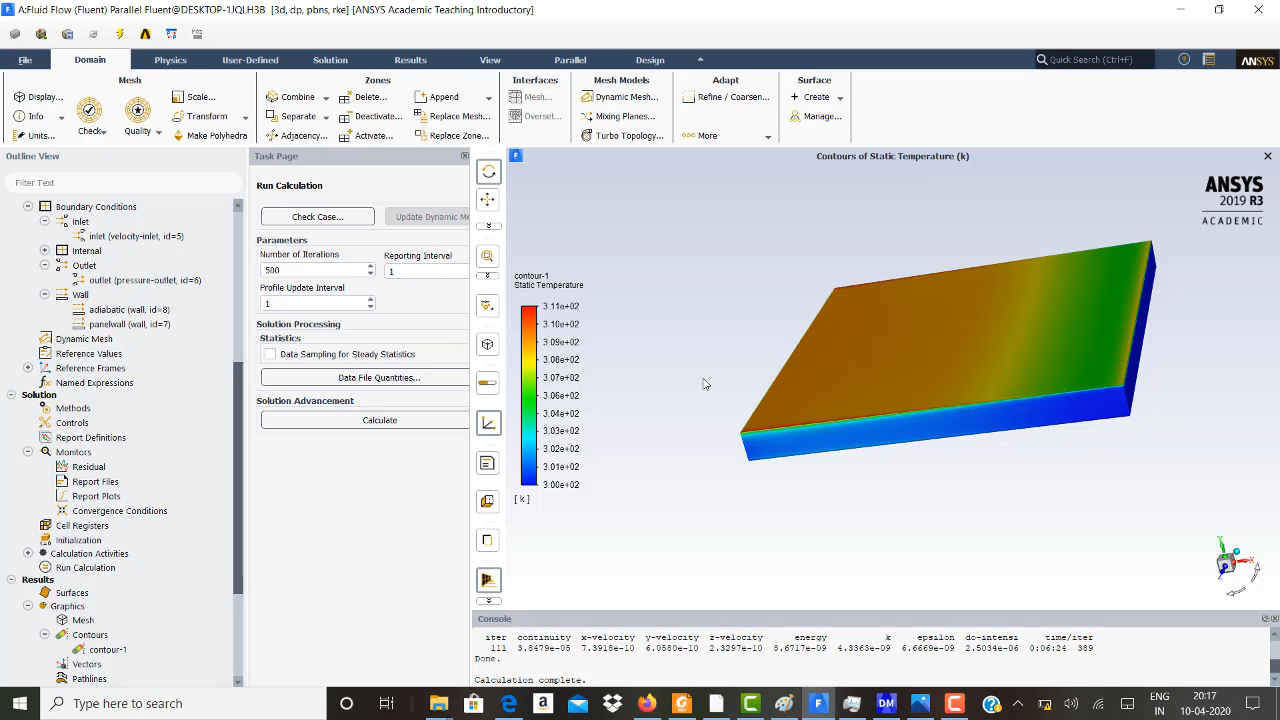 A:Fluid Flow (Fluent) Parallel Fluent@DESKTOP-1JQLH3B [3d, dp, pbns, rke] [ANSYS Academic Teaching Introductory]
File
Domain
Physics
User-Defined
Solution
Results
View
Parallel
Design
Quick Search (Ctrl+F)
ANSYS
Mesh
Zones
Interfaces
Mesh Models
Adapt
Surface
Display...
Info
Units...
Check
Quality
Scale...
Transform
Make Polyhedra
Combine
Separate
Adjacency...
Delete...
Deactivate...
Activate...
Append
Replace Mesh...
Replace Zone...
Mesh...
Overset...
Dynamic Mesh...
Mixing Planes...
Turbo Topology...
Refine / Coarsen...
More
Create
Manage...
Outline View
Filter Text
Boundary Conditions
Inlet
inlet (velocity-inlet, id=5)
Internal
Outlet
outlet (pressure-outlet, id=6)
Wall
adiabatic (wall, id=8)
panelwall (wall, id=7)
Dynamic Mesh
Reference Values
Reference Frames
Named Expressions
Solution
Methods
Controls
Report Definitions
Monitors
Residual
Report Files
Report Plots
Convergence Conditions
Cell Registers
Initialization
Calculation Activities
Run Calculation
Results
Surfaces
Graphics
Mesh
Contours
contour-1
Vectors
Pathlines
Task Page
Run Calculation
Check Case...
Update Dynamic Me
Parameters
Number of Iterations
500
Reporting Interval
1
Profile Update Interval
1
Solution Processing
Statistics
Data Sampling for Steady Statistics
Data File Quantities...
Solution Advancement
Calculate
Contours of Static Temperature (k)
ANSYS
2019 R3
ACADEMIC
contour-1
Static Temperature
3.11e+02
3.10e+02
3.09e+02
3.08e+02
3.07e+02
3.06e+02
3.04e+02
3.03e+02
3.02e+02
3.01e+02
3.00e+02
[ k ]
Y
X
Z
Console
iter continuity x-velocity y-velocity z-velocity energy k epsilon do-intensi time/iter
111 3.8479e-05 7.3918e-10 6.0580e-10 2.3297e-10 8.6717e-09 4.3363e-09 6.6669e-09 2.5034e-06 0:06:24 389
Done.
Calculation complete.
Type here to search
ENG
IN
20:17
10-04-2020